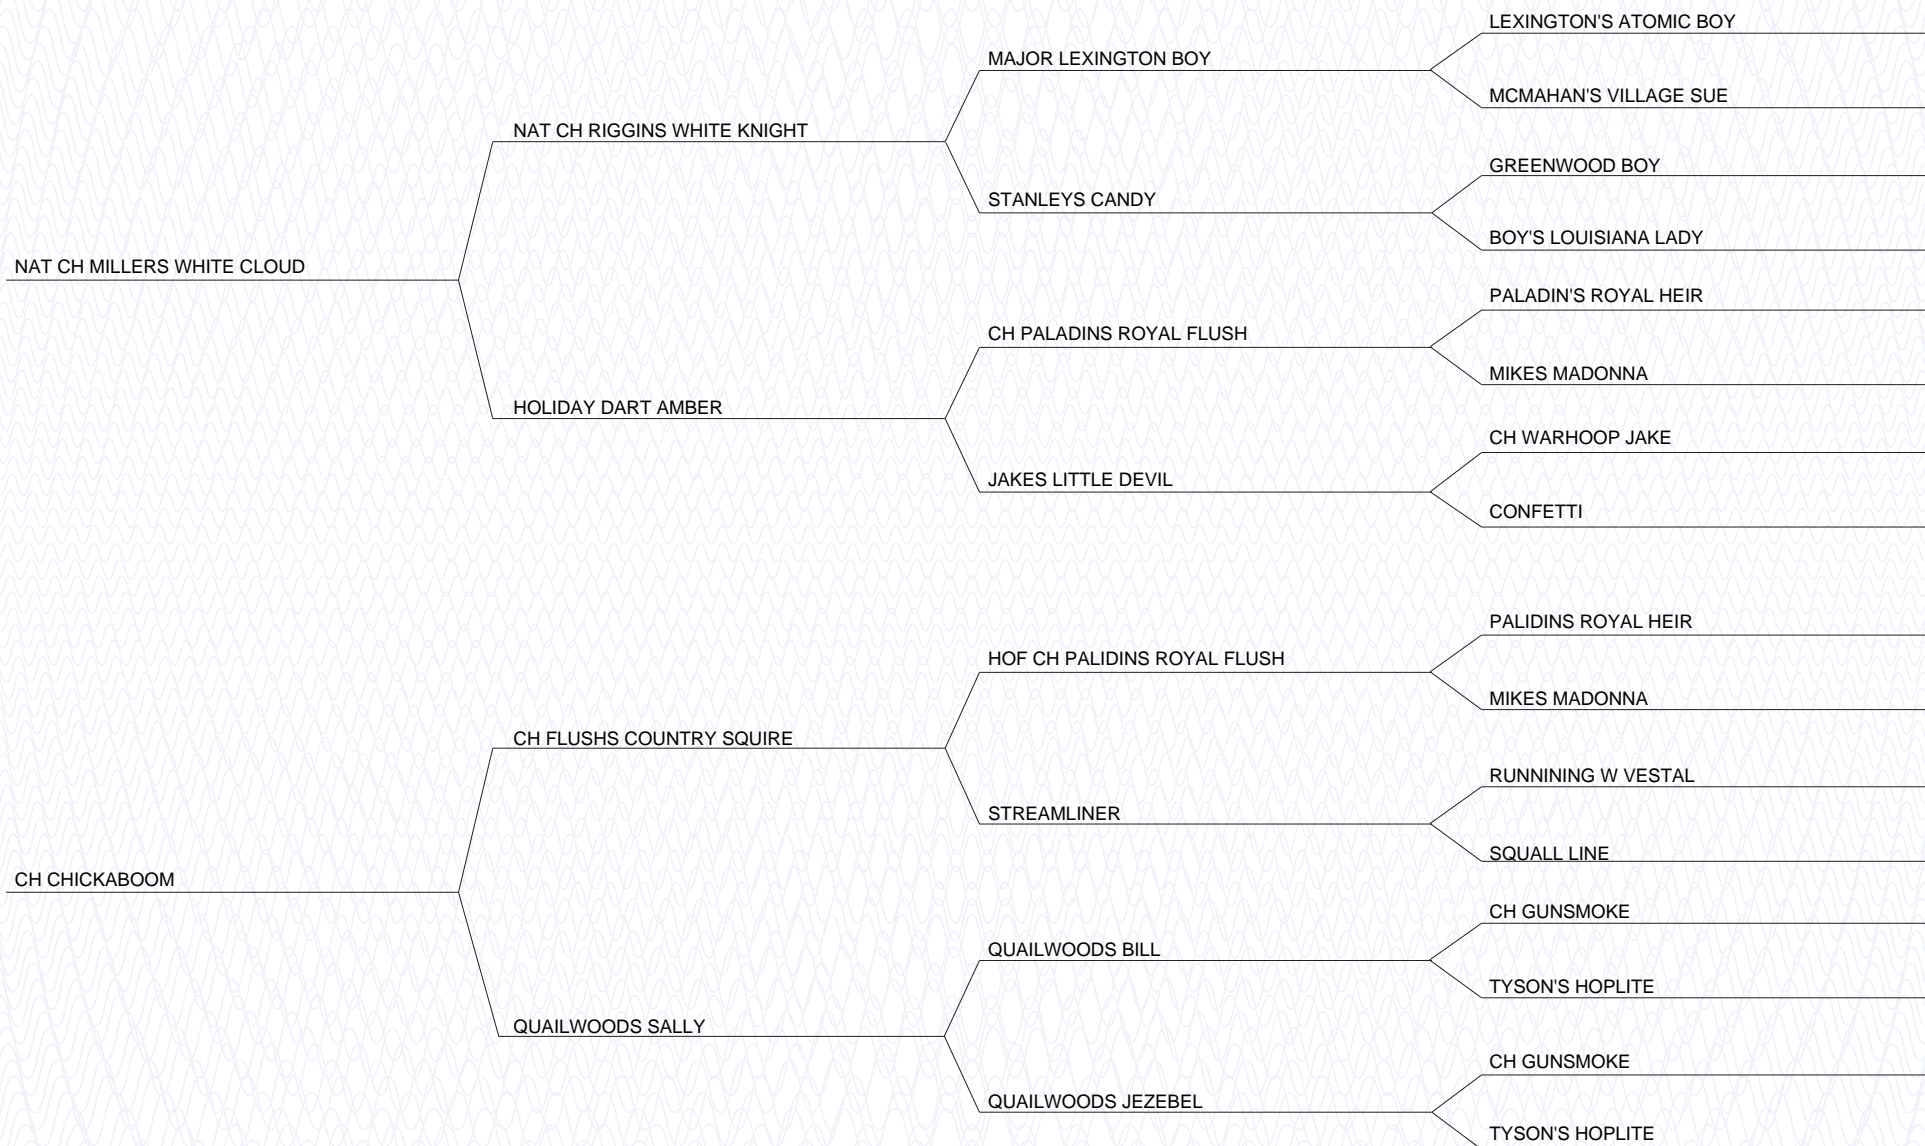 LEXINGTON'S ATOMIC BOY
MAJOR LEXINGTON BOY
MCMAHAN'S VILLAGE SUE
NAT CH RIGGINS WHITE KNIGHT
GREENWOOD BOY
STANLEYS CANDY
BOY'S LOUISIANA LADY
NAT CH MILLERS WHITE CLOUD
PALADIN'S ROYAL HEIR
CH PALADINS ROYAL FLUSH
MIKES MADONNA
HOLIDAY DART AMBER
CH WARHOOP JAKE
JAKES LITTLE DEVIL
CONFETTI
PALIDINS ROYAL HEIR
HOF CH PALIDINS ROYAL FLUSH
MIKES MADONNA
CH FLUSHS COUNTRY SQUIRE
RUNNINING W VESTAL
STREAMLINER
SQUALL LINE
CH CHICKABOOM
CH GUNSMOKE
QUAILWOODS BILL
TYSON'S HOPLITE
QUAILWOODS SALLY
CH GUNSMOKE
QUAILWOODS JEZEBEL
TYSON'S HOPLITE